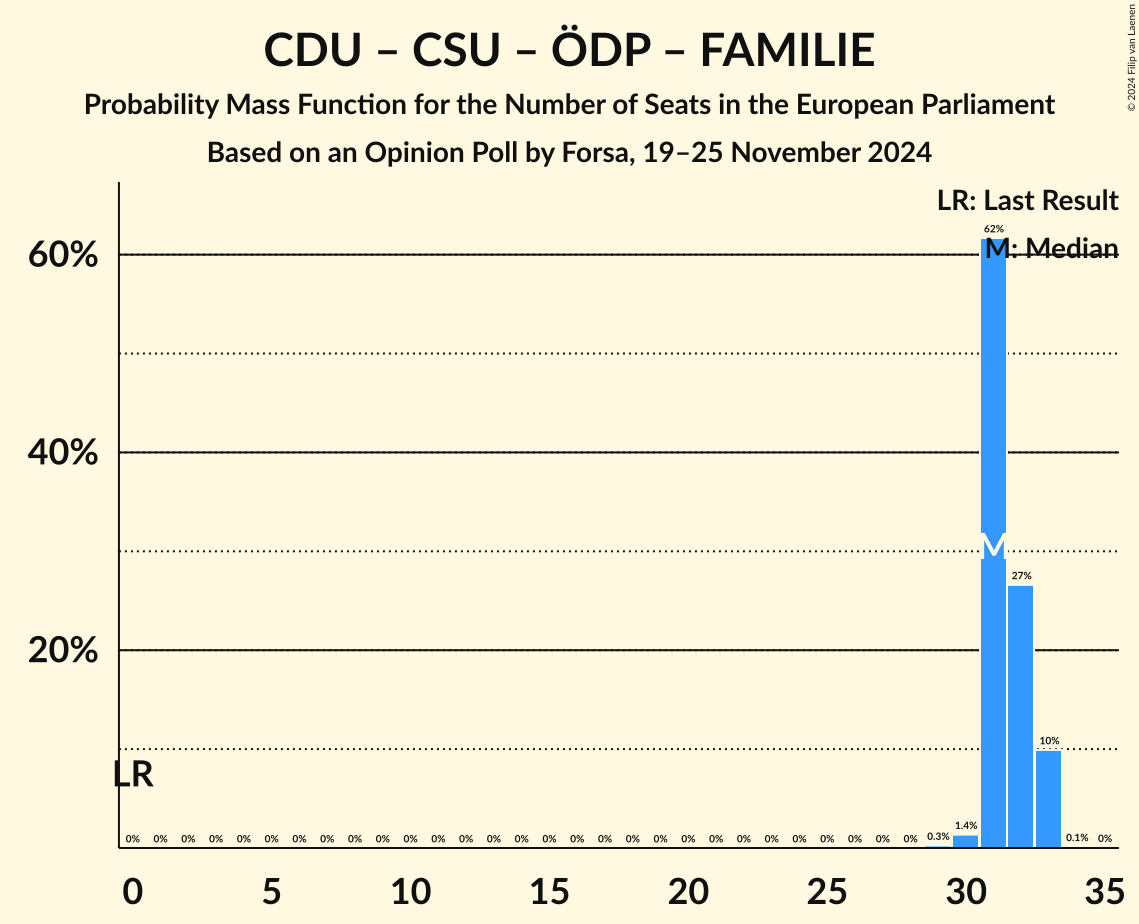 CDU – CSU – ÖDP – FAMILIE
Probability Mass Function for the Number of Seats in the European Parliament
Based on an Opinion Poll by Forsa, 19–25 November 2024
© 2024 Filip van Laenen
LR: Last Result
M: Median
62%
60%
40%
M
27%
20%
10%
LR
0% 0% 0% 0% 0% 0% 0% 0% 0% 0% 0% 0% 0% 0% 0% 0% 0% 0% 0% 0% 0% 0% 0% 0% 0% 0% 0% 0% 0% 0.3% 1.4% 0.1% 0%
0 5 10 15 20 25 30 35